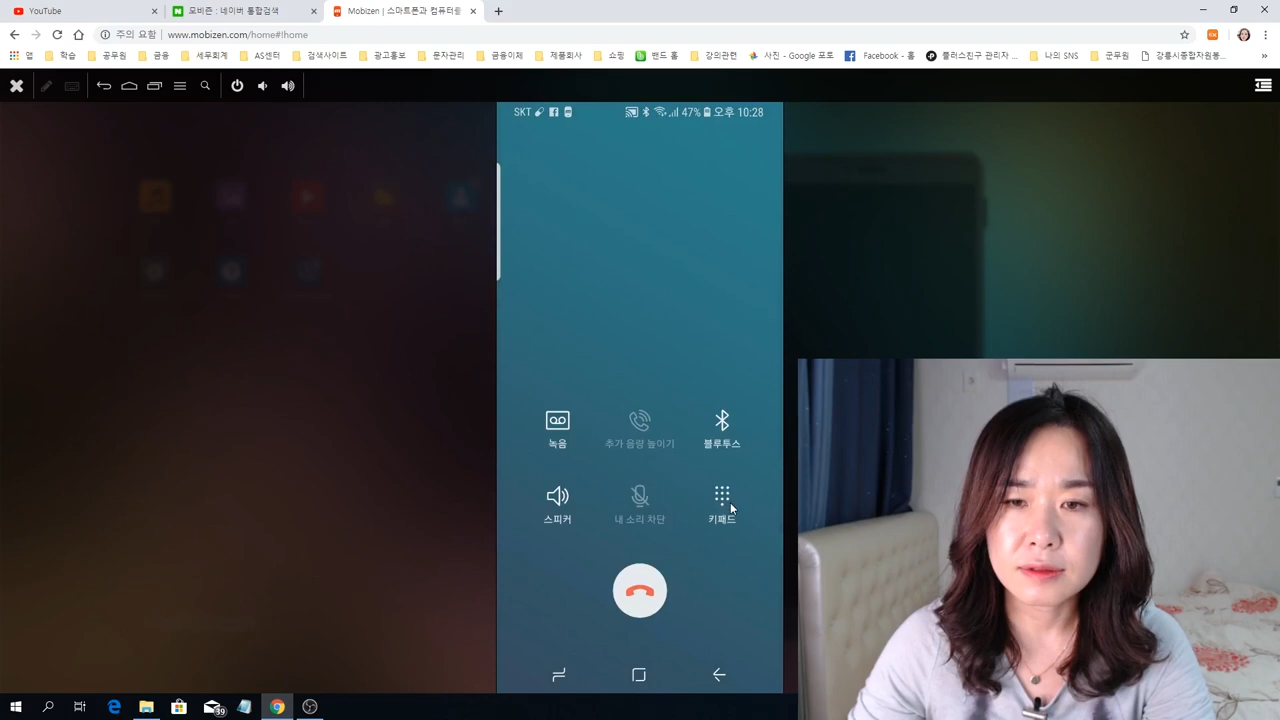 YouTube
모비즌 : 네이버 통합검색
Mobizen | 스마트폰과 컴퓨터를
주의 요함
www.mobizen.com/home#!home
앱
학습
공무원
금융
세무회계
AS센터
검색사이트
광고홍보
문자관리
금융이체
제품회사
쇼핑
밴드 홈
강의관련
사진 - Google 포토
Facebook - 홈
플러스친구 관리자 ...
나의 SNS
군무원
강릉시종합자원봉...
SKT
47%
오후 10:28
녹음
추가 음량 높이기
블루투스
스피커
내 소리 차단
키패드
39